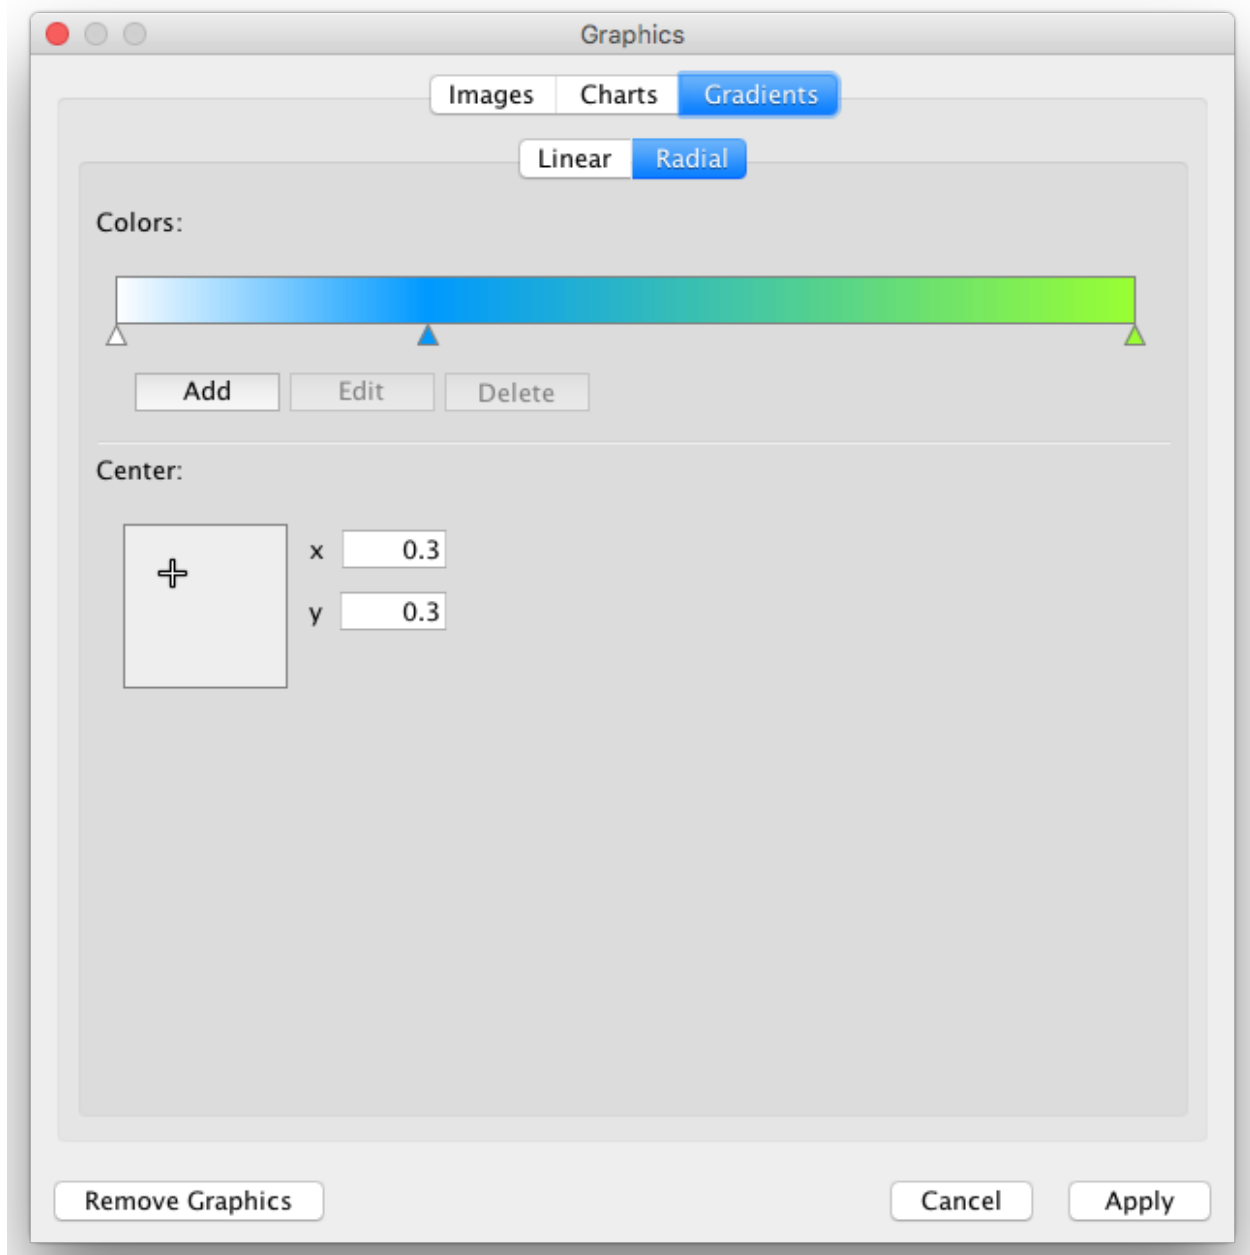 Graphics
Images Charts Gradients
Linear Radial
Colors:
Add Edit Delete
Center:
x 0.3
y 0.3
Remove Graphics Cancel Apply